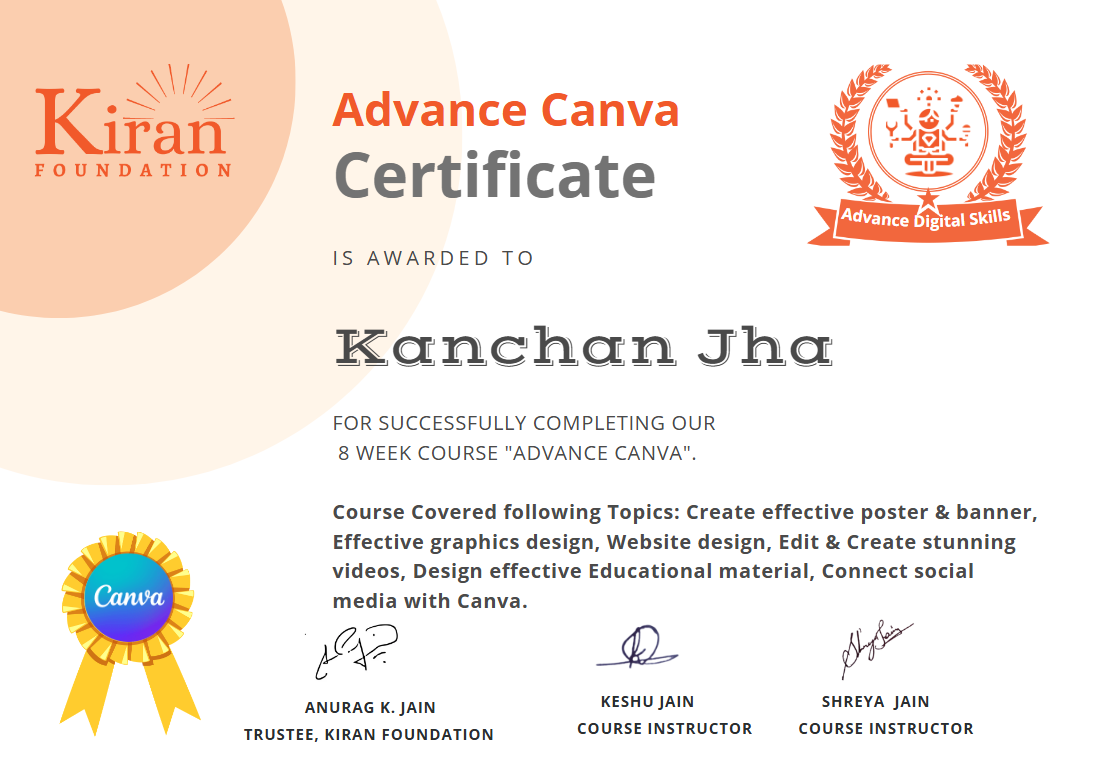 Kiran
FOUNDATION
Advance Canva
Certificate
Advance Digital Skills
IS AWARDED TO
Kanchan Jha
FOR SUCCESSFULLY COMPLETING OUR
8 WEEK COURSE "ADVANCE CANVA".
Course Covered following Topics: Create effective poster & banner,
Effective graphics design, Website design, Edit & Create stunning
videos, Design effective Educational material, Connect social
media with Canva.
Canva
Shreya Jain
ANURAG K. JAIN
TRUSTEE, KIRAN FOUNDATION
KESHU JAIN
COURSE INSTRUCTOR
SHREYA JAIN
COURSE INSTRUCTOR